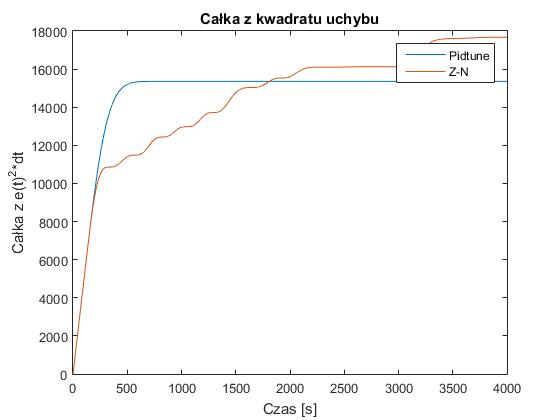 Całka z kwadratu uchybu
18000
16000
14000
12000
10000
8000
6000
4000
2000
0
Całka z e(t)²*dt
Pidtune
Z-N
0 500 1000 1500 2000 2500 3000 3500 4000
Czas [s]